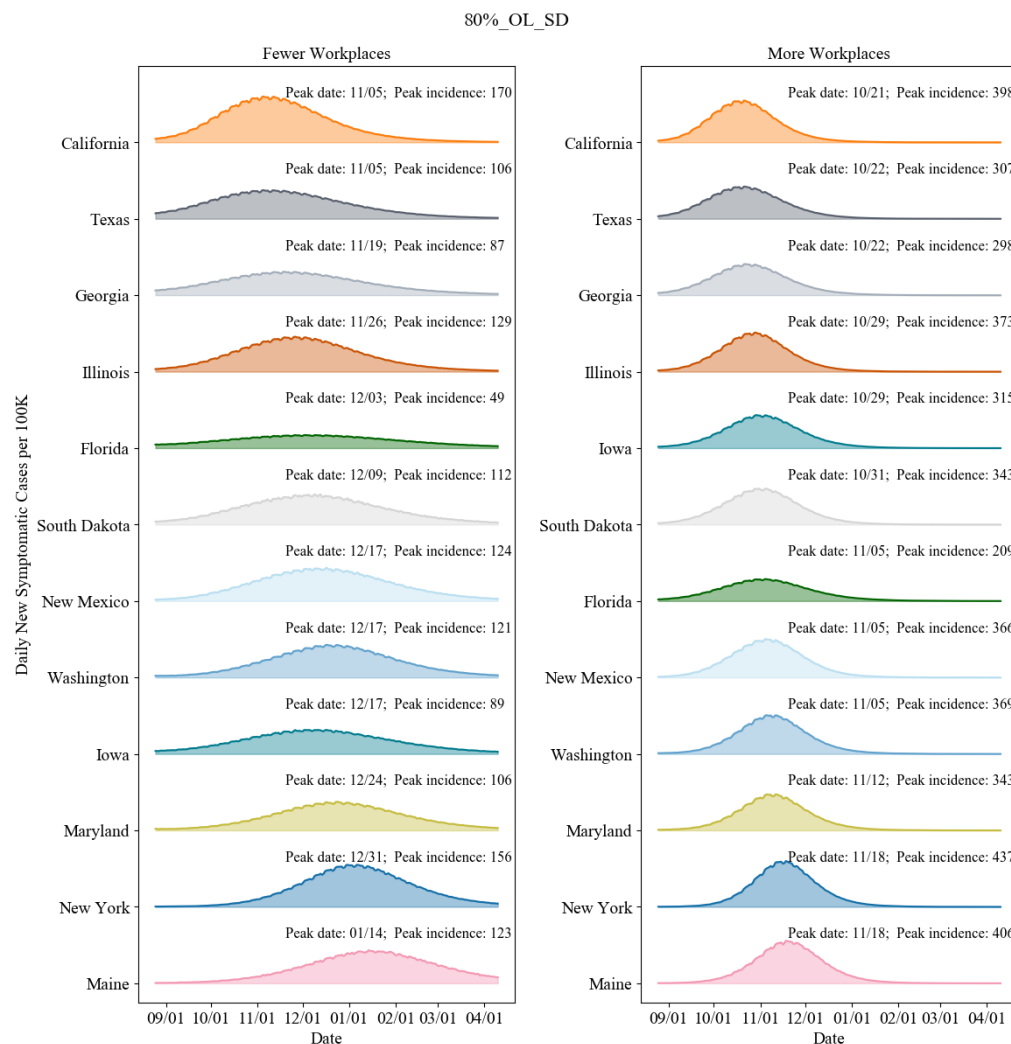 80%_OL_SD
Fewer Workplaces
Daily New Symptomatic Cases per 100K
Peak date: 11/05;  Peak incidence: 170
California
Peak date: 11/05;  Peak incidence: 106
Texas
Peak date: 11/19;  Peak incidence: 87
Georgia
Peak date: 11/26;  Peak incidence: 129
Illinois
Peak date: 12/03;  Peak incidence: 49
Florida
Peak date: 12/09;  Peak incidence: 112
South Dakota
Peak date: 12/17;  Peak incidence: 124
New Mexico
Peak date: 12/17;  Peak incidence: 121
Washington
Peak date: 12/17;  Peak incidence: 89
Iowa
Peak date: 12/24;  Peak incidence: 106
Maryland
Peak date: 12/31;  Peak incidence: 156
New York
Peak date: 01/14;  Peak incidence: 123
Maine
09/01 10/01 11/01 12/01 01/01 02/01 03/01 04/01
Date
More Workplaces
Peak date: 10/21;  Peak incidence: 398
California
Peak date: 10/22;  Peak incidence: 307
Texas
Peak date: 10/22;  Peak incidence: 298
Georgia
Peak date: 10/29;  Peak incidence: 373
Illinois
Peak date: 10/29;  Peak incidence: 315
Iowa
Peak date: 10/31;  Peak incidence: 343
South Dakota
Peak date: 11/05;  Peak incidence: 209
Florida
Peak date: 11/05;  Peak incidence: 366
New Mexico
Peak date: 11/05;  Peak incidence: 369
Washington
Peak date: 11/12;  Peak incidence: 343
Maryland
Peak date: 11/18;  Peak incidence: 437
New York
Peak date: 11/18;  Peak incidence: 406
Maine
09/01 10/01 11/01 12/01 01/01 02/01 03/01 04/01
Date